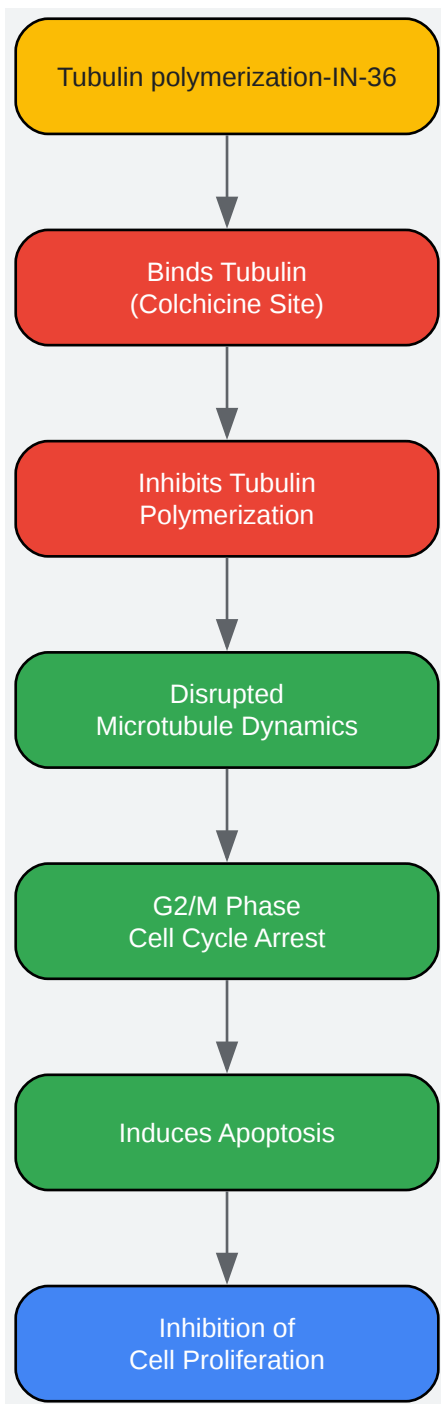 Tubulin polymerization-IN-36
Binds Tubulin
(Colchicine Site)
Inhibits Tubulin
Polymerization
Disrupted
Microtubule Dynamics
G2/M Phase
Cell Cycle Arrest
Induces Apoptosis
Inhibition of
Cell Proliferation